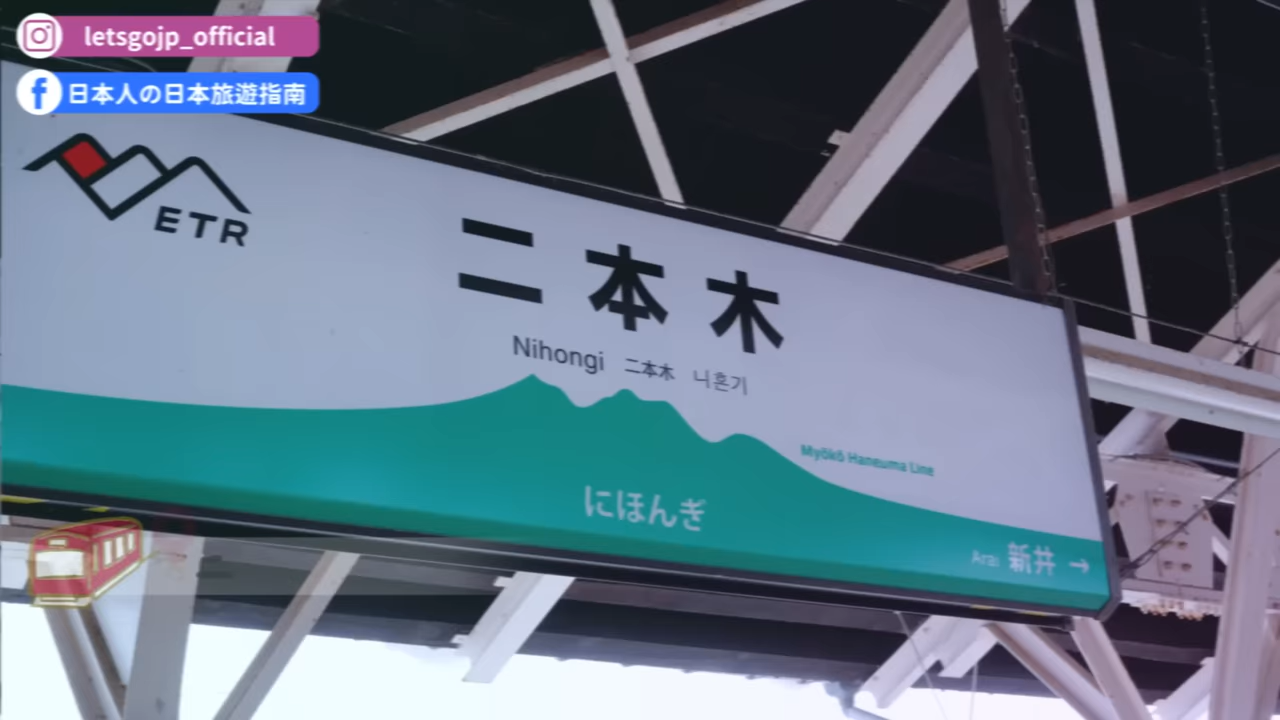 letsgojp_official
日本人の日本旅遊指南
ETR
二本木
Nihongi 二本木 니혼기
Myōkō Haneuma Line
にほんぎ
Arai 新井 →